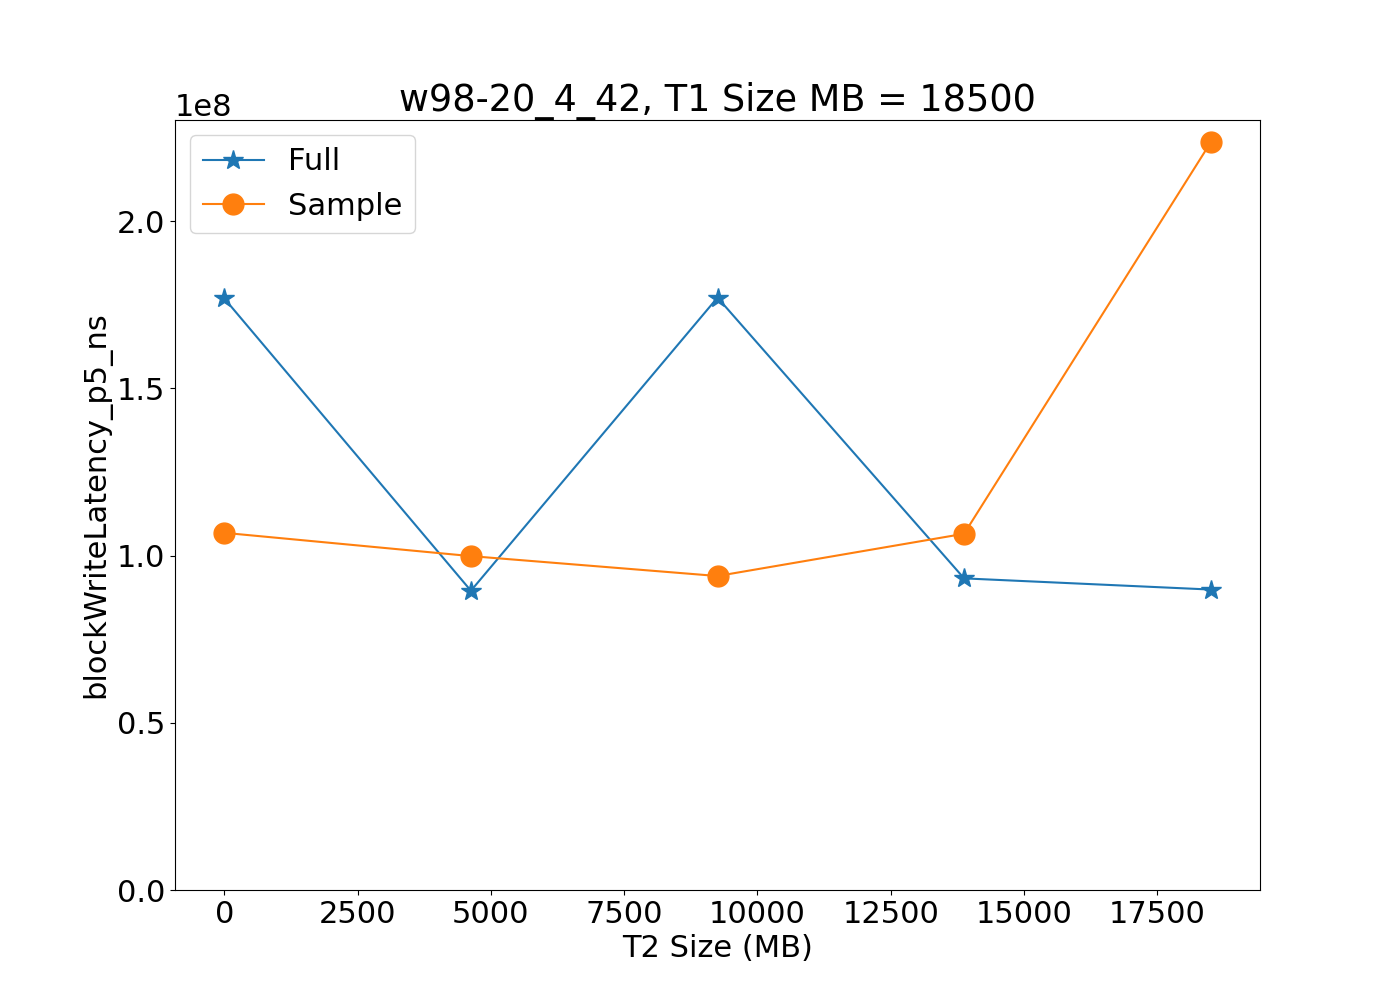 w98-20_4_42, T1 Size MB = 18500
1e8
Full
Sample
2.0
1.5
1.0
0.5
0.0
blockWriteLatency_p5_ns
0 2500 5000 7500 10000 12500 15000 17500
T2 Size (MB)